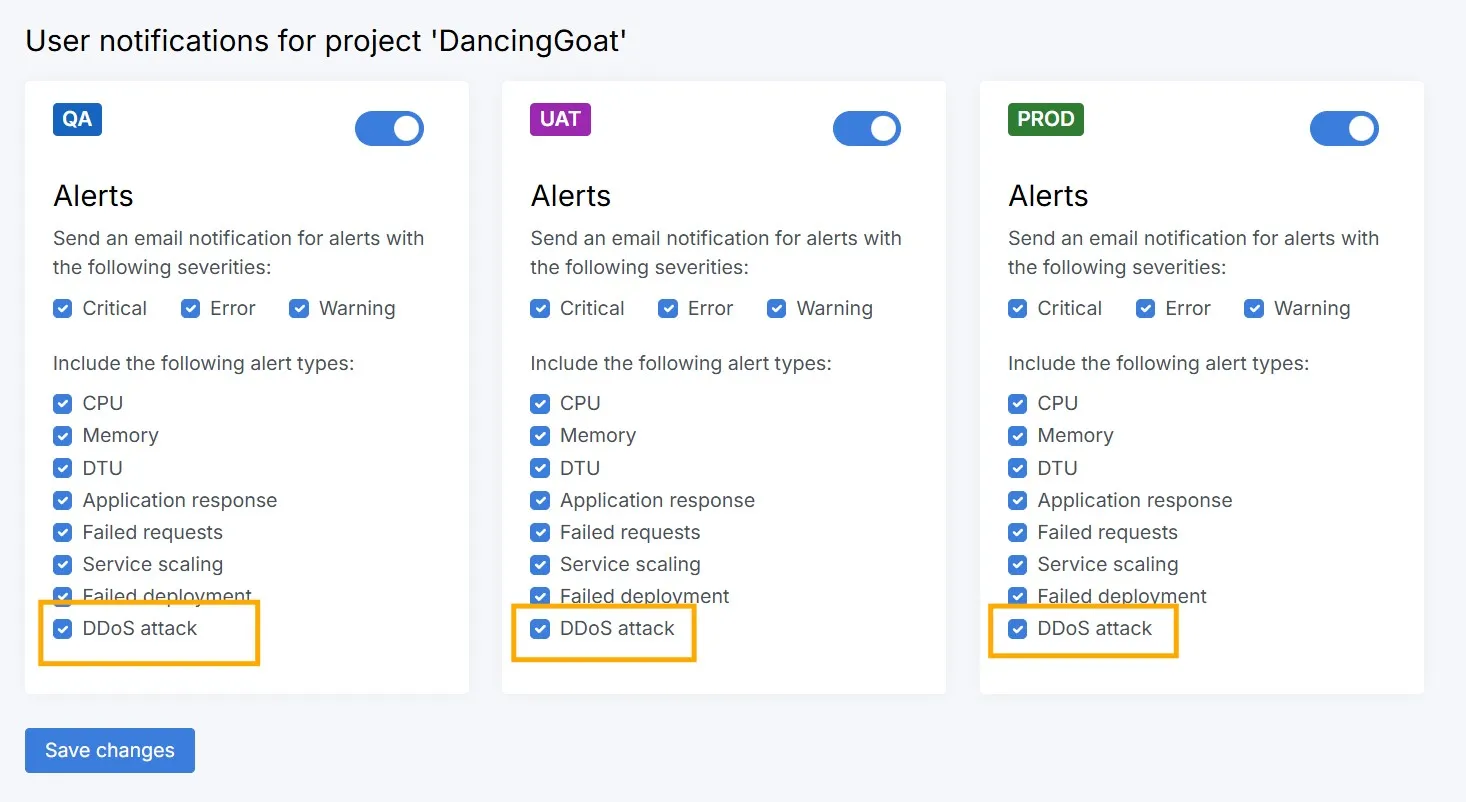 User notifications for project 'DancingGoat'
QA
Alerts
Send an email notification for alerts with
the following severities:
Critical Error Warning
Include the following alert types:
CPU
Memory
DTU
Application response
Failed requests
Service scaling
Failed deployment
DDoS attack
UAT
Alerts
Send an email notification for alerts with
the following severities:
Critical Error Warning
Include the following alert types:
CPU
Memory
DTU
Application response
Failed requests
Service scaling
Failed deployment
DDoS attack
PROD
Alerts
Send an email notification for alerts with
the following severities:
Critical Error Warning
Include the following alert types:
CPU
Memory
DTU
Application response
Failed requests
Service scaling
Failed deployment
DDoS attack
Save changes